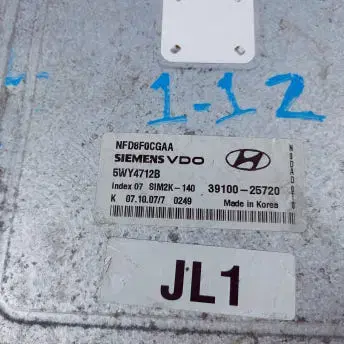 1-12
NFD8F0CGAA
SIEMENS VDO
HYUNDAI
5WY4712B
Index 07 SIM2K-140 39100-25720
K 07.10.07/7 0249 Made in Korea
JL1